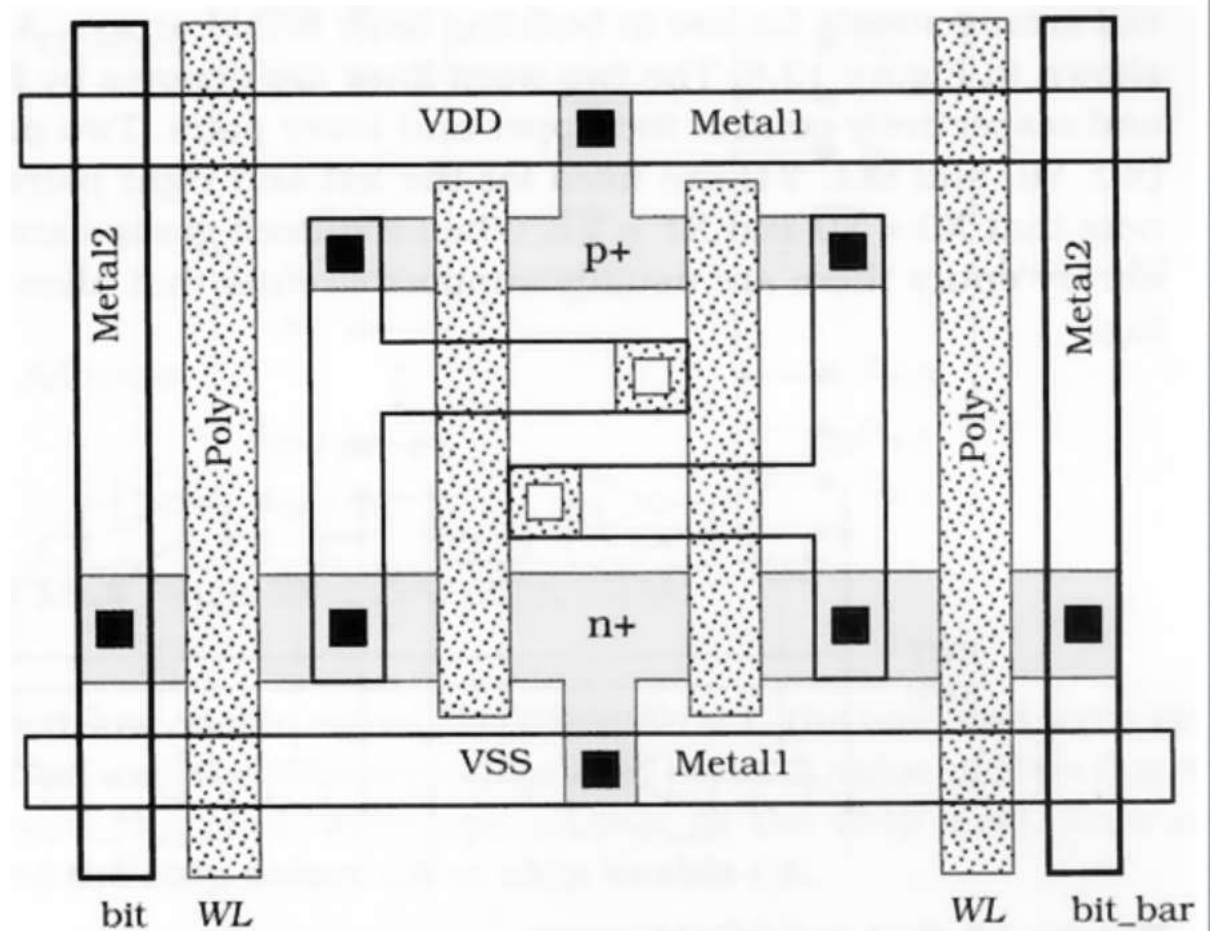 VDD Metal1
p+
Metal2
Metal2
Poly
Poly
n+
VSS Metal1
bit WL WL bit_bar